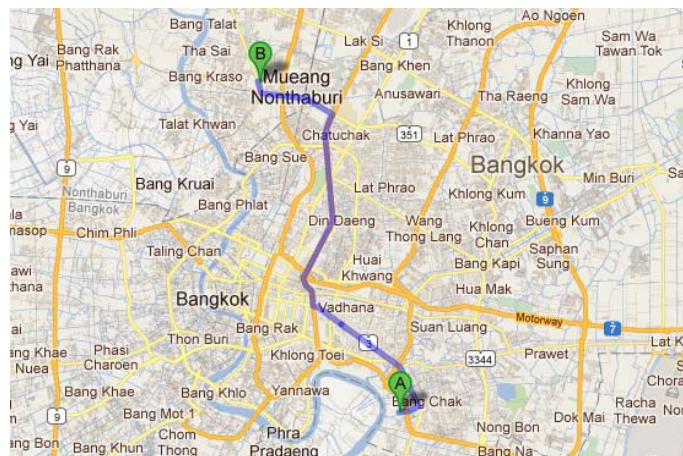 Bang Talat
Ao Ngoen
Khlong
Thanon
Sam Wa
Tawan Tok
Lak Si
1
Bang Rak
Phatthana
Tha Sai
B
Yai
Bang Khen
Khlong
Sam Wa
Bang Kraso
Mueang
Nonthaburi
Anusawari
Tha Raeng
g Yai
Talat Khwan
Chatuchak
351
Lat Phrao
Khanna Yao
Bang Sue
Bangkok
9
Min Buri
Nonthaburi
Bangkok
Bang Kruai
Lat Phrao
Khlong Kum
9
Bang Phlat
Din Daeng
Wang
Thong Lang
Khlong
Chan
Bueng Kum
masop
Chim Phli
Taling Chan
Saphan
Sung
Huai
Khwang
Bang Kapi
Hua Mak
Bangkok
Vadhana
Motorway
7
Bang Rak
Suan Luang
Thon Buri
3
Lat K
Bang Khae
Nuea
Phasi
Charoen
Khlong Toei
3344
Prawet
Bang Khae
Bang Khlo
Yannawa
A
Bang Chak
Racha
Thewa
9
Bang Mot 1
Nong Bon
Dok Mai
Phra
Pradaeng
Chom
Thong
Bang Bon
Bang Khun
Bang Na